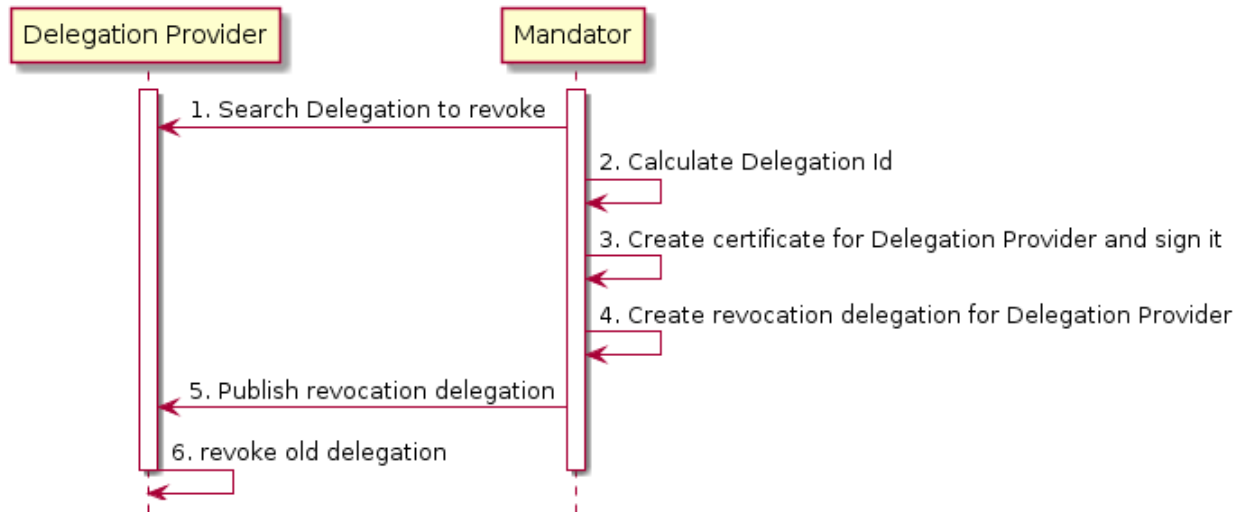 Delegation Provider
Mandator
1. Search Delegation to revoke
2. Calculate Delegation Id
3. Create certificate for Delegation Provider and sign it
4. Create revocation delegation for Delegation Provider
5. Publish revocation delegation
6. revoke old delegation